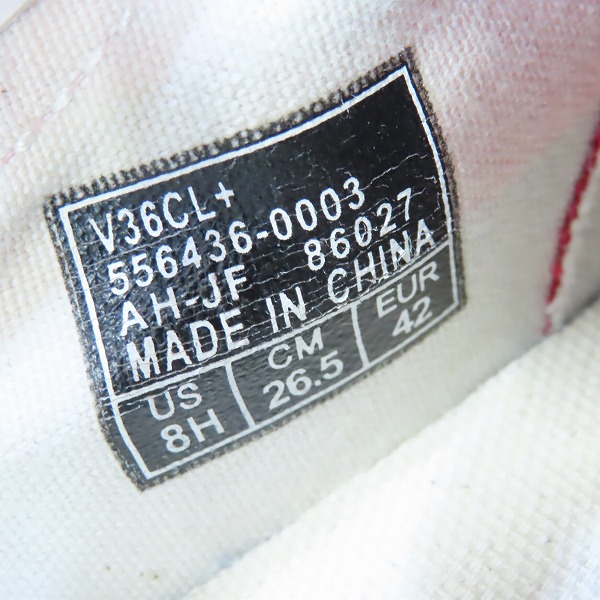 V36CL+
556436-0003
AH-JF 86027
MADE IN CHINA
US CM EUR
8H 26.5 42